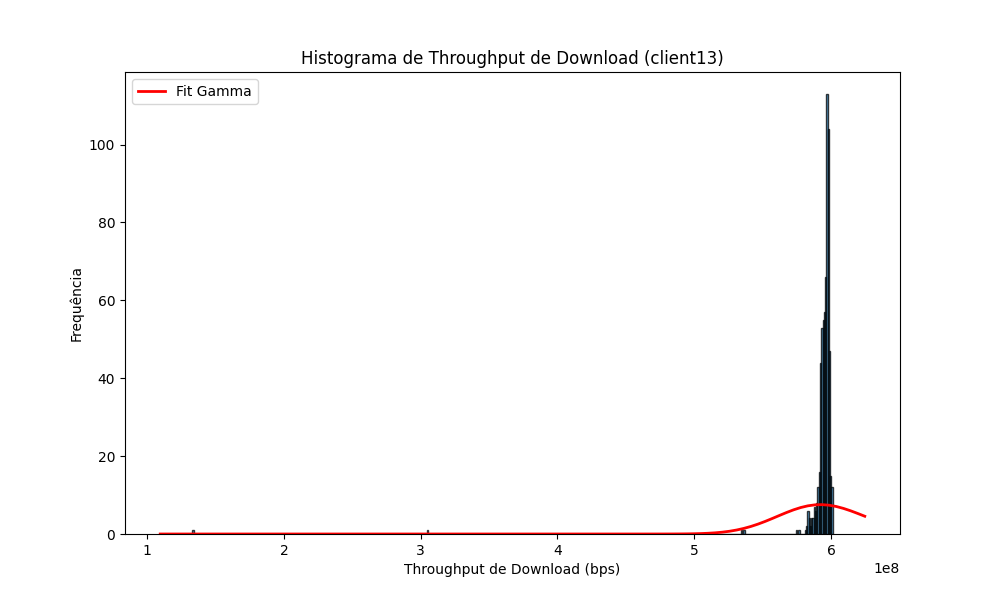 Histograma de Throughput de Download (client13)
Fit Gamma
Frequência
100
80
60
40
20
0
1 2 3 4 5 6
1e8
Throughput de Download (bps)